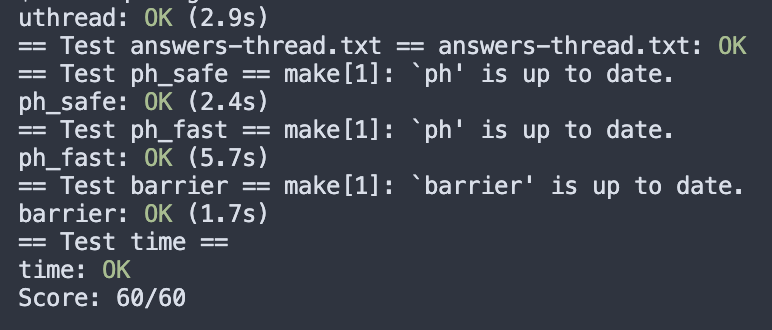 uthread: OK (2.9s)
== Test answers-thread.txt == answers-thread.txt: OK
== Test ph_safe == make[1]: `ph' is up to date.
ph_safe: OK (2.4s)
== Test ph_fast == make[1]: `ph' is up to date.
ph_fast: OK (5.7s)
== Test barrier == make[1]: `barrier' is up to date.
barrier: OK (1.7s)
== Test time ==
time: OK
Score: 60/60